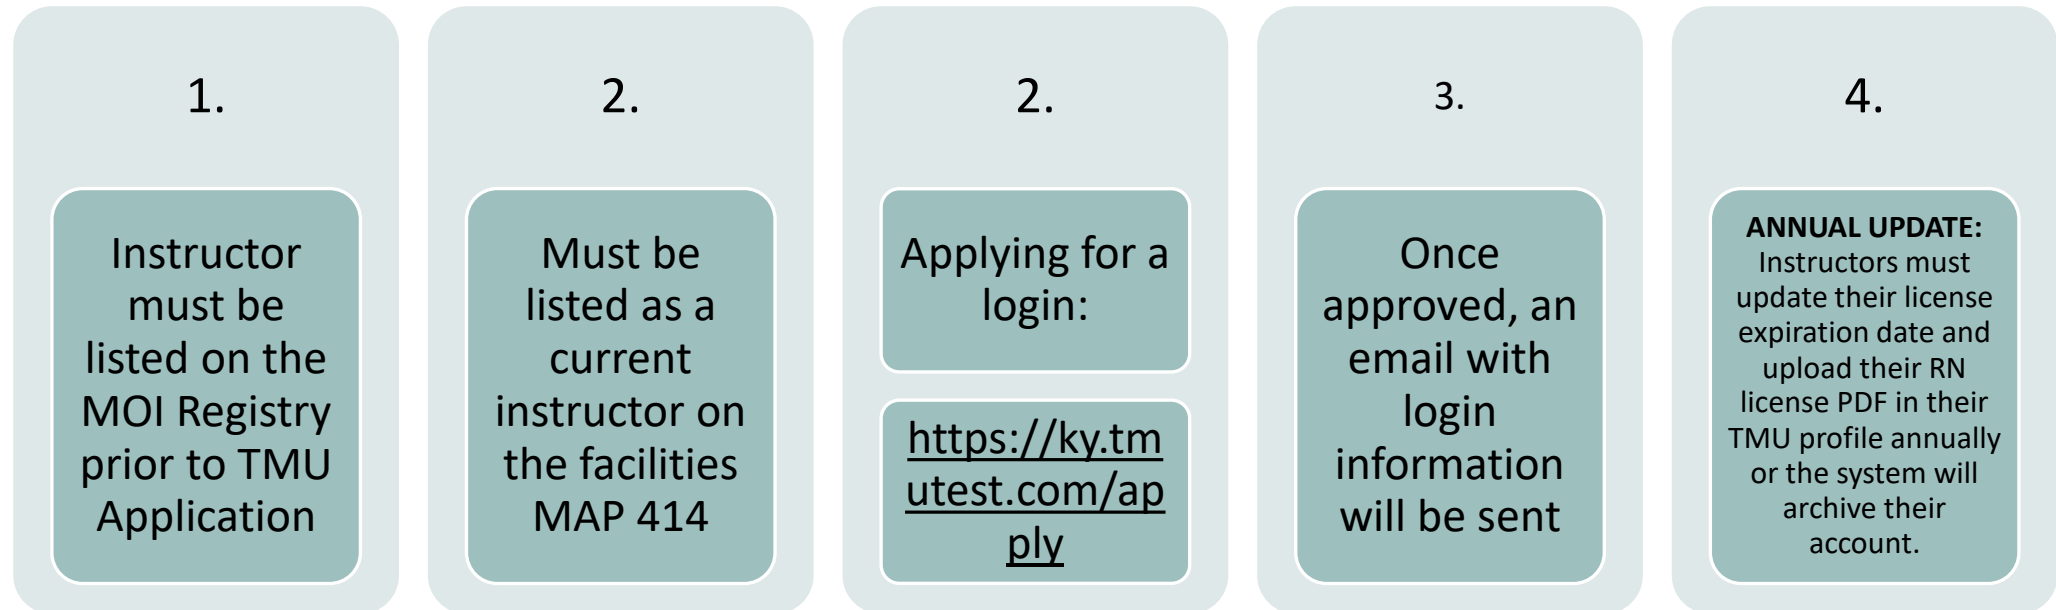 1.
Instructor
must be
listed on the
MOI Registry
prior to TMU
Application
2.
Must be
listed as a
current
instructor on
the facilities
MAP 414
2.
Applying for a
login:
https://ky.tm
utest.com/ap
ply
3.
Once
approved, an
email with
login
information
will be sent
4.
ANNUAL UPDATE:
Instructors must
update their license
expiration date and
upload their RN
license PDF in their
TMU profile annually
or the system will
archive their
account.